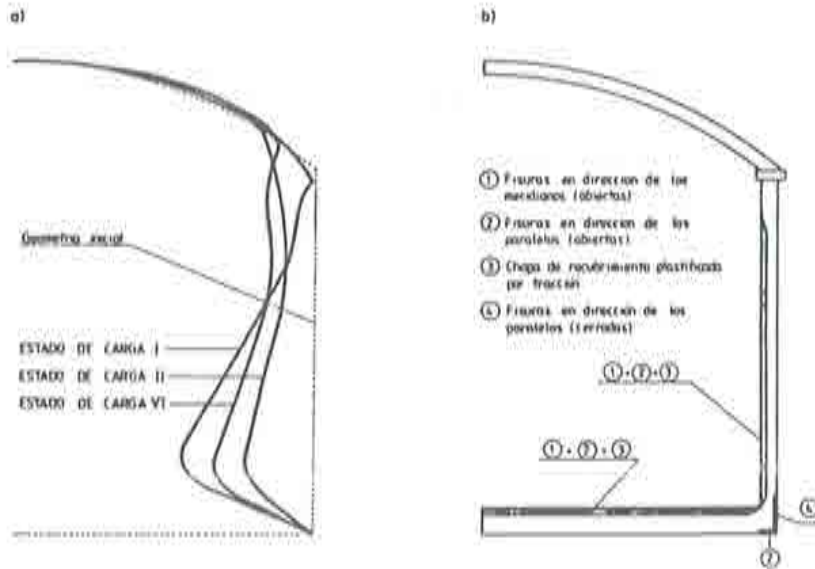 a)
Geometria inicial
ESTADO DE CARGA I
ESTADO DE CARGA II
ESTADO DE CARGA VI
b)
① Fisuras en direccion de los
meridianos (abiertas)
② Fisuras en direccion de los
paralelos (abiertas)
③ Chapa de recubrimiento plastificada
por traccion
④ Fisuras en direccion de los
paralelos (cerradas)
①+②+③
①+②+③
④
②